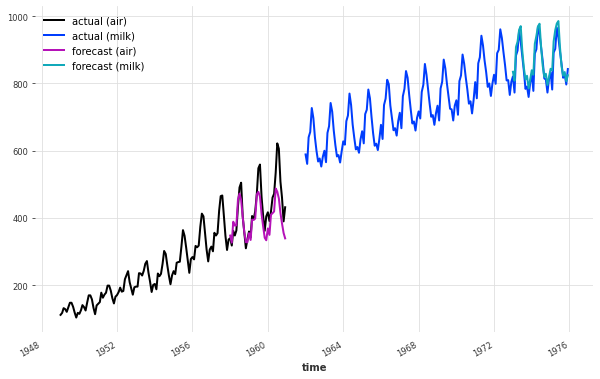 actual (air)
actual (milk)
forecast (air)
forecast (milk)
1000
800
600
400
200
1948
1952
1956
1960
1964
1968
1972
1976
time